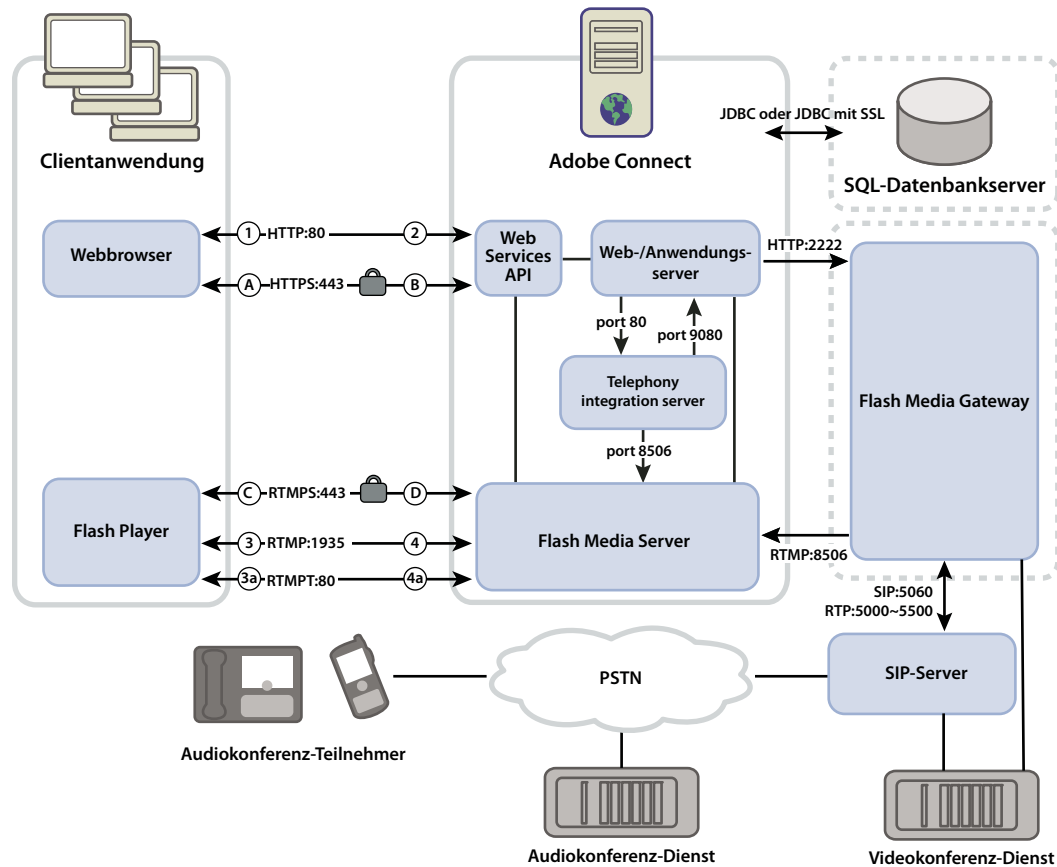 Clientanwendung
Adobe Connect
JDBC oder JDBC mit SSL
SQL-Datenbankserver
Webbrowser
1 HTTP:80 2
A HTTPS:443 B
Web
Services
API
Web-/Anwendungs-
server
HTTP:2222
port 80
port 9080
Telephony
integration server
port 8506
Flash Media Gateway
Flash Player
C RTMPS:443 D
3 RTMP:1935 4
3a RTMPT:80 4a
Flash Media Server
RTMP:8506
SIP:5060
RTP:5000~5500
SIP-Server
PSTN
Audiokonferenz-Teilnehmer
Audiokonferenz-Dienst
Videokonferenz-Dienst